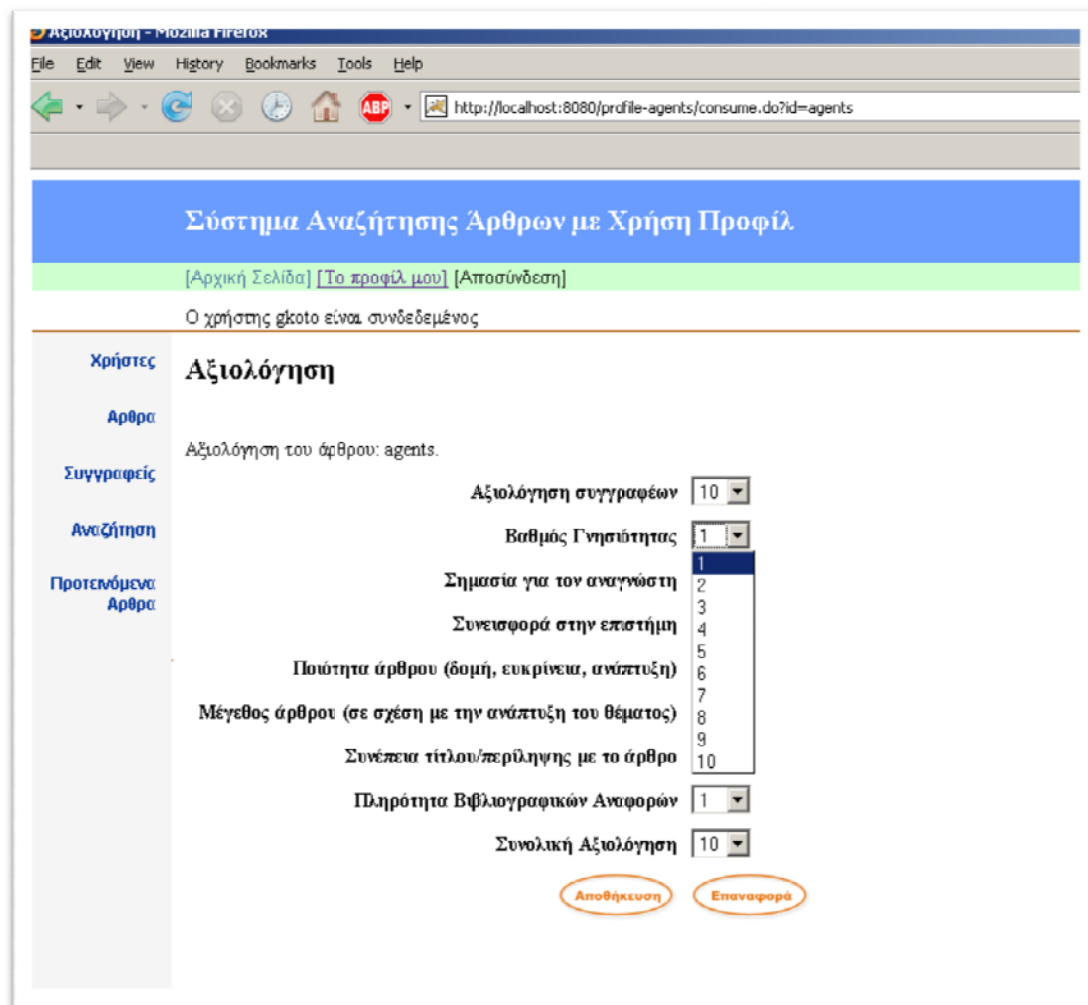 Αξιολόγηση - Mozilla Firefox
File Edit View History Bookmarks Tools Help
ABP http://localhost:8080/profile-agents/consume.do?id=agents
Σύστημα Αναζήτησης Άρθρων με Χρήση Προφίλ
[Αρχική Σελίδα] [Το προφίλ μου] [Αποσύνδεση]
Ο χρήστης gkoto είναι συνδεδεμένος
Χρήστες
Αρθρα
Συγγραφείς
Αναζήτηση
Προτεινόμενα
Αρθρα
Αξιολόγηση
Αξιολόγηση του άρθρου: agents.
Αξιολόγηση συγγραφέων 10
Βαθμός Γνησιότητας 1
1
Σημασία για τον αναγνώστη 2
3
Συνεισφορά στην επιστήμη 4
5
Ποιότητα άρθρου (δομή, ευκρίνεια, ανάπτυξη) 6
7
Μέγεθος άρθρου (σε σχέση με την ανάπτυξη του θέματος) 8
9
Συνέπεια τίτλου/περίληψης με το άρθρο 10
Πληρότητα Βιβλιογραφικών Αναφορών 1
Συνολική Αξιολόγηση 10
Αποθήκευση Επαναφορά